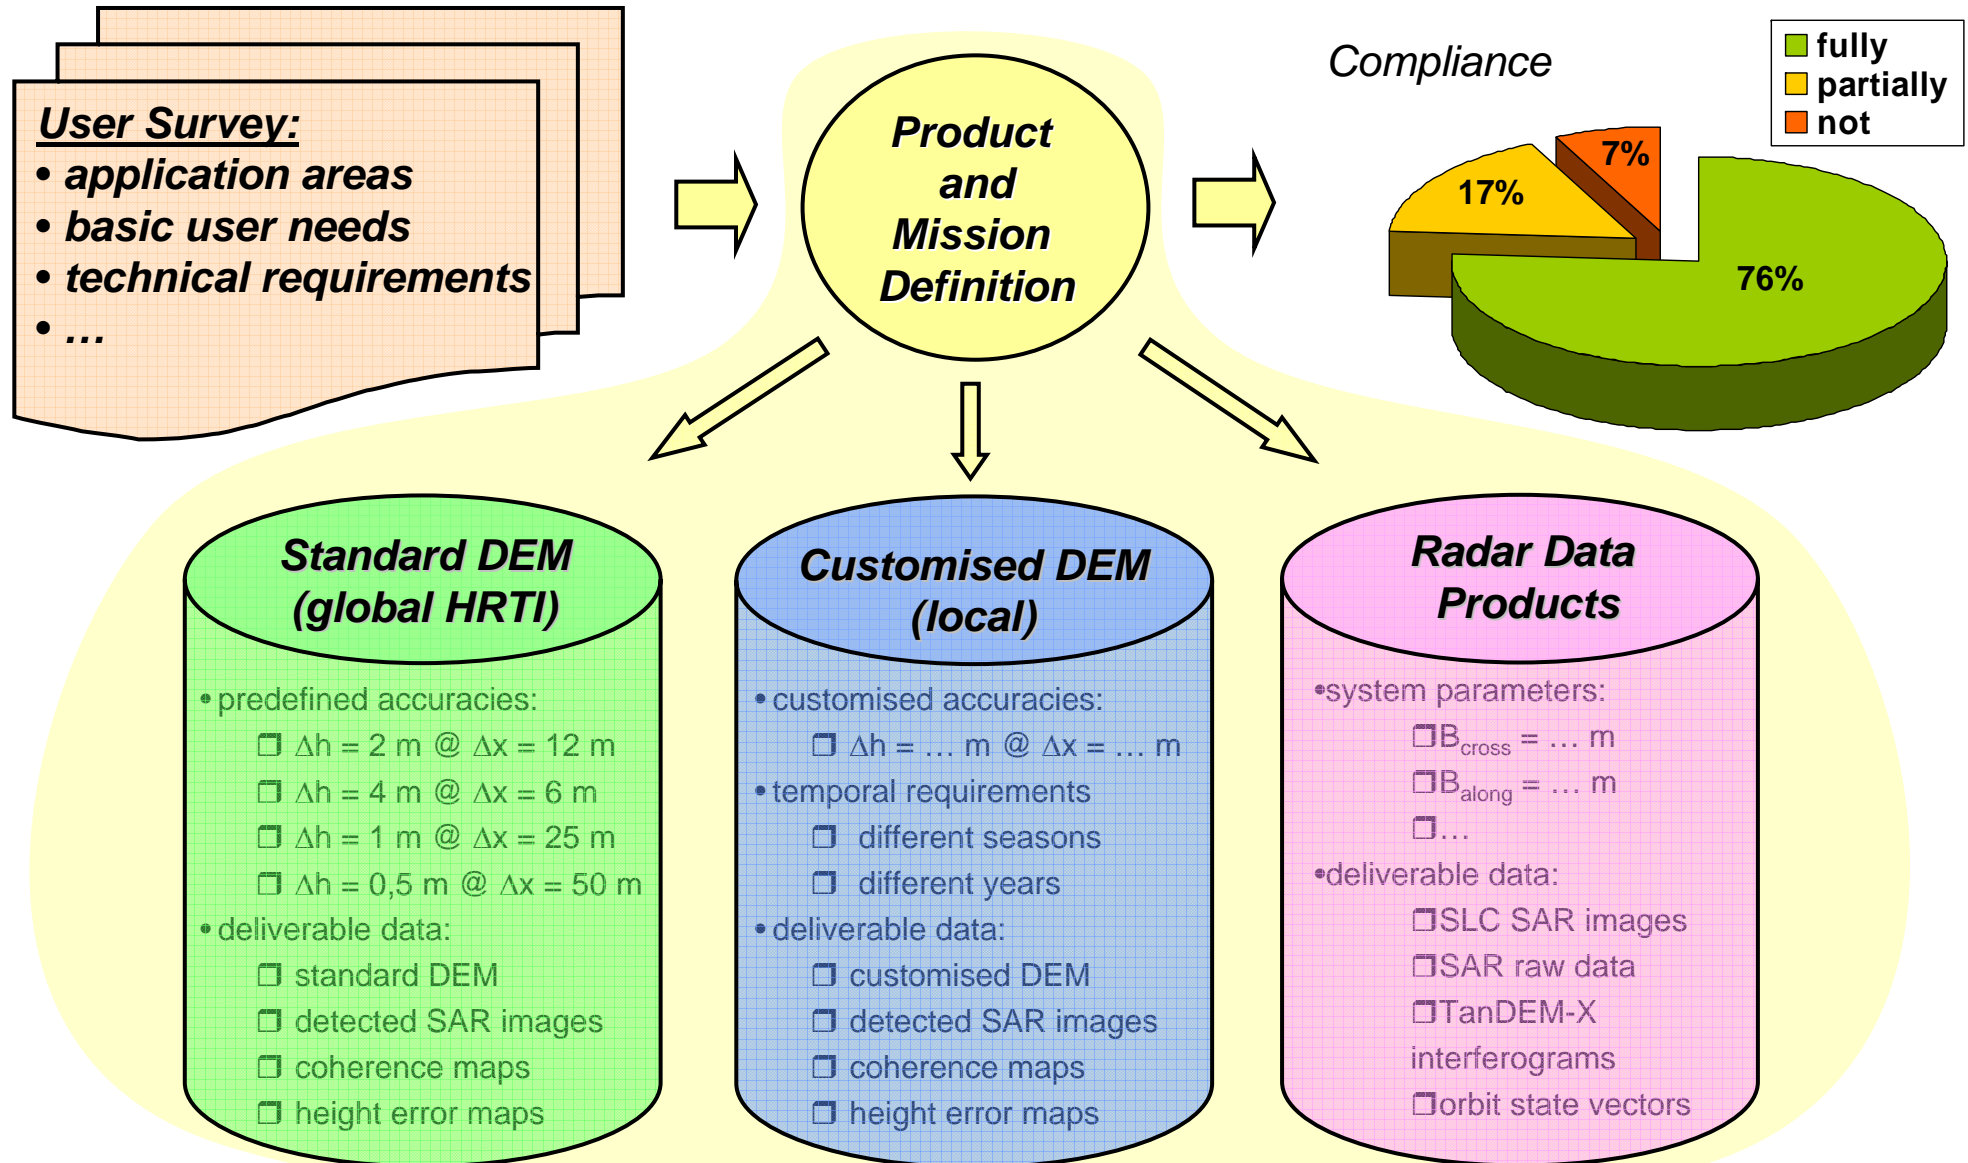 User Survey:
• application areas
• basic user needs
• technical requirements
• …
Product
and
Mission
Definition
Compliance
fully
partially
not
7%
17%
76%
Standard DEM
(global HRTI)
• predefined accuracies:
❒ Δh = 2 m @ Δx = 12 m
❒ Δh = 4 m @ Δx = 6 m
❒ Δh = 1 m @ Δx = 25 m
❒ Δh = 0,5 m @ Δx = 50 m
• deliverable data:
❒ standard DEM
❒ detected SAR images
❒ coherence maps
❒ height error maps
Customised DEM
(local)
• customised accuracies:
❒ Δh = … m @ Δx = … m
• temporal requirements
❒ different seasons
❒ different years
• deliverable data:
❒ customised DEM
❒ detected SAR images
❒ coherence maps
❒ height error maps
Radar Data
Products
•system parameters:
❒B_cross = … m
❒B_along = … m
❒…
•deliverable data:
❒SLC SAR images
❒SAR raw data
❒TanDEM-X
interferograms
❒orbit state vectors